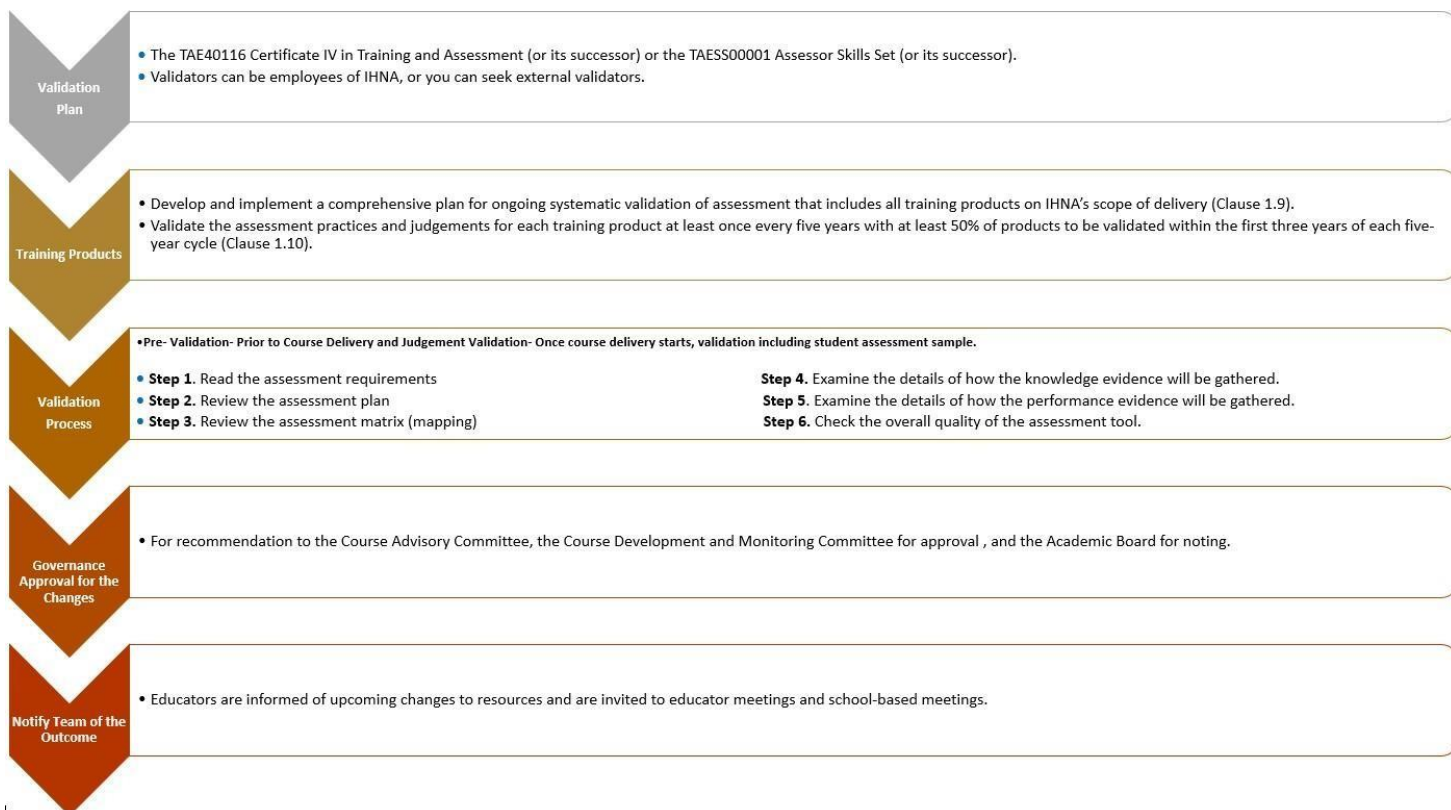 Validation
Plan
• The TAE40116 Certificate IV in Training and Assessment (or its successor) or the TAESS00001 Assessor Skills Set (or its successor).
• Validators can be employees of IHNA, or you can seek external validators.
Training Products
• Develop and implement a comprehensive plan for ongoing systematic validation of assessment that includes all training products on IHNA’s scope of delivery (Clause 1.9).
• Validate the assessment practices and judgements for each training product at least once every five years with at least 50% of products to be validated within the first three years of each five-
year cycle (Clause 1.10).
Validation
Process
•Pre- Validation- Prior to Course Delivery and Judgement Validation- Once course delivery starts, validation including student assessment sample.
• Step 1. Read the assessment requirements
• Step 2. Review the assessment plan
• Step 3. Review the assessment matrix (mapping)
Step 4. Examine the details of how the knowledge evidence will be gathered.
Step 5. Examine the details of how the performance evidence will be gathered.
Step 6. Check the overall quality of the assessment tool.
Governance
Approval for the
Changes
• For recommendation to the Course Advisory Committee, the Course Development and Monitoring Committee for approval , and the Academic Board for noting.
Notify Team of the
Outcome
• Educators are informed of upcoming changes to resources and are invited to educator meetings and school-based meetings.